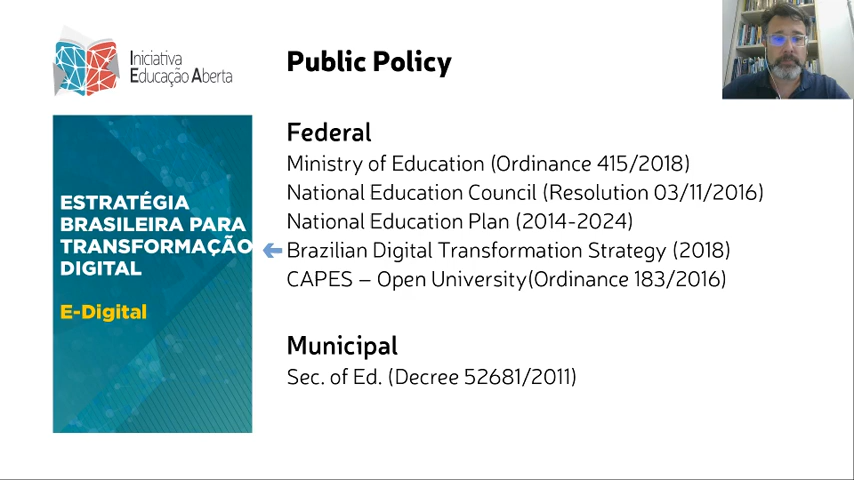 Iniciativa
Educação Aberta
Public Policy
ESTRATÉGIA
BRASILEIRA PARA
TRANSFORMAÇÃO
DIGITAL
E-Digital
Federal
Ministry of Education (Ordinance 415/2018)
National Education Council (Resolution 03/11/2016)
National Education Plan (2014-2024)
Brazilian Digital Transformation Strategy (2018)
CAPES – Open University(Ordinance 183/2016)
Municipal
Sec. of Ed. (Decree 52681/2011)